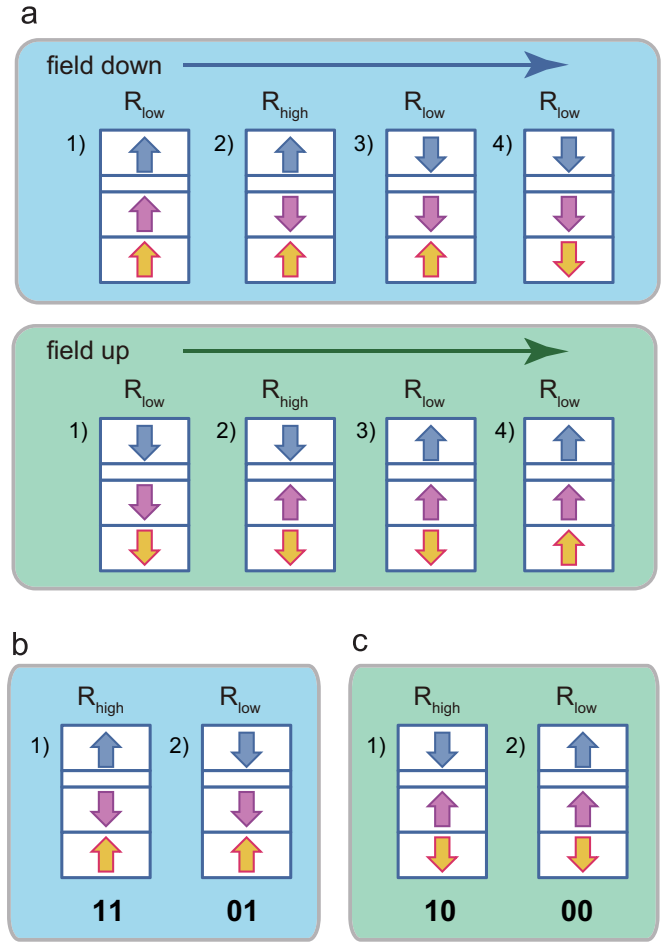 a
field down
R_low R_high R_low R_low
1) 2) 3) 4)
field up
R_low R_high R_low R_low
1) 2) 3) 4)
b
R_high R_low
1) 2)
11 01
c
R_high R_low
1) 2)
10 00